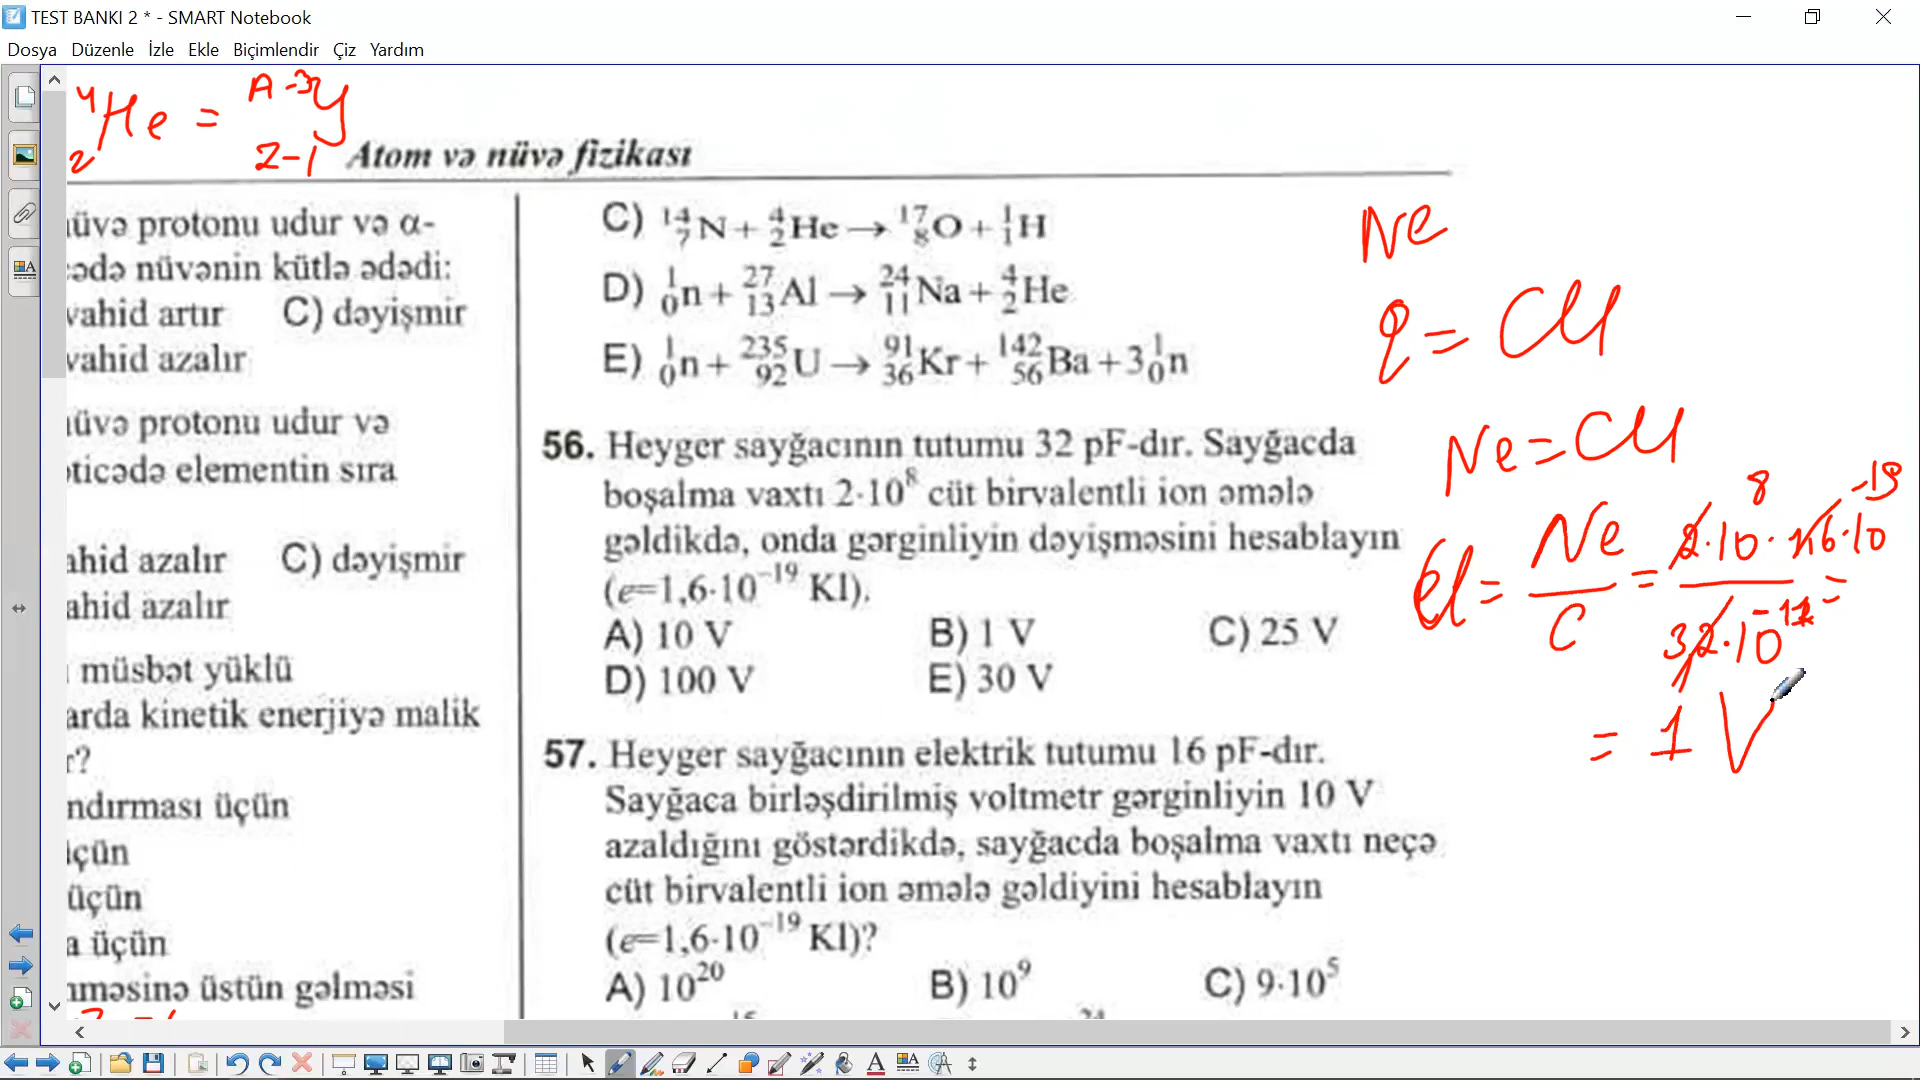 TEST BANKI 2 * - SMART Notebook
Dosya Düzenle İzle Ekle Biçimlendir Çiz Yardım
⁴₂He = ᴬ⁻³y
Z-1
Atom və nüvə fizikası
üvə protonu udur və α-
ədə nüvənin kütlə ədədi:
vahid artır C) dəyişmir
vahid azalır
üvə protonu udur və
əticədə elementin sıra
ahid azalır C) dəyişmir
ahid azalır
müsbət yüklü
arda kinetik enerjiyə malik
r?
ndırması üçün
üçün
üçün
a üçün
nməsinə üstün gəlməsi
C) ¹⁴₇N + ⁴₂He → ¹⁷₈O + ¹₁H
D) ¹₀n + ²⁷₁₃Al → ²⁴₁₁Na + ⁴₂He
E) ¹₀n + ²³⁵₉₂U → ⁹¹₃₆Kr + ¹⁴²₅₆Ba + 3¹₀n
56. Heyger sayğacının tutumu 32 pF-dır. Sayğacda
boşalma vaxtı 2·10⁸ cüt birvalentli ion əmələ
gəldikdə, onda gərginliyin dəyişməsini hesablayın
(e=1,6·10⁻¹⁹ Kl).
A) 10 V B) 1 V C) 25 V
D) 100 V E) 30 V
57. Heyger sayğacının elektrik tutumu 16 pF-dır.
Sayğaca birləşdirilmiş voltmetr gərginliyin 10 V
azaldığını göstərdikdə, sayğacda boşalma vaxtı neçə
cüt birvalentli ion əmələ gəldiyini hesablayın
(e=1,6·10⁻¹⁹ Kl)?
A) 10²⁰ B) 10⁹ C) 9·10⁵
Ne
q = CU
Ne = CU
U = Ne/C = 2·10⁸·16·10⁻¹⁹ / 32·10⁻¹² =
= 1 V